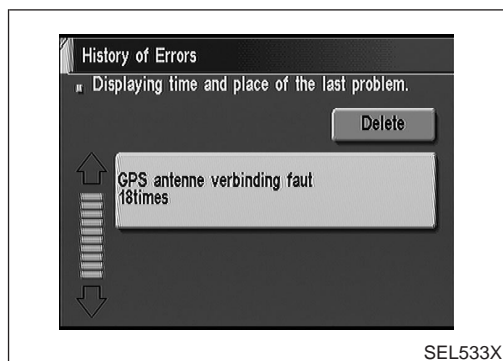 History of Errors
Displaying time and place of the last problem.
Delete
GPS antenne verbinding faut
18times
SEL533X